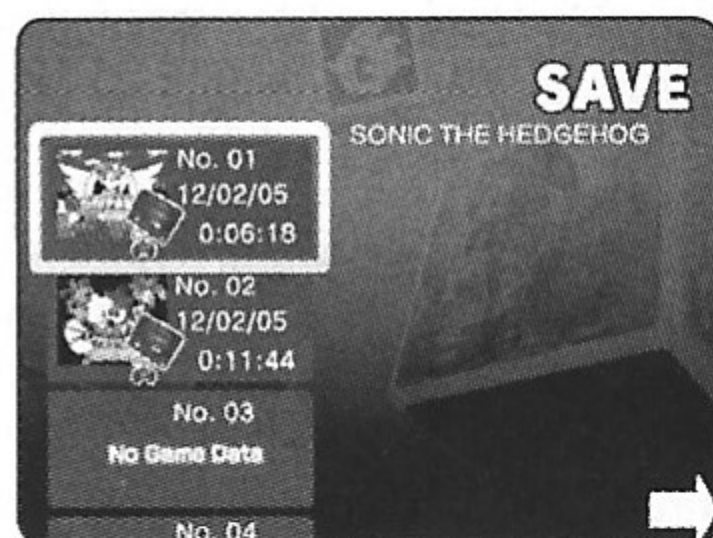 SAVE
SONIC THE HEDGEHOG
No. 01
12/02/05
0:06:18
No. 02
12/02/05
0:11:44
No. 03
No Game Data
No. 04